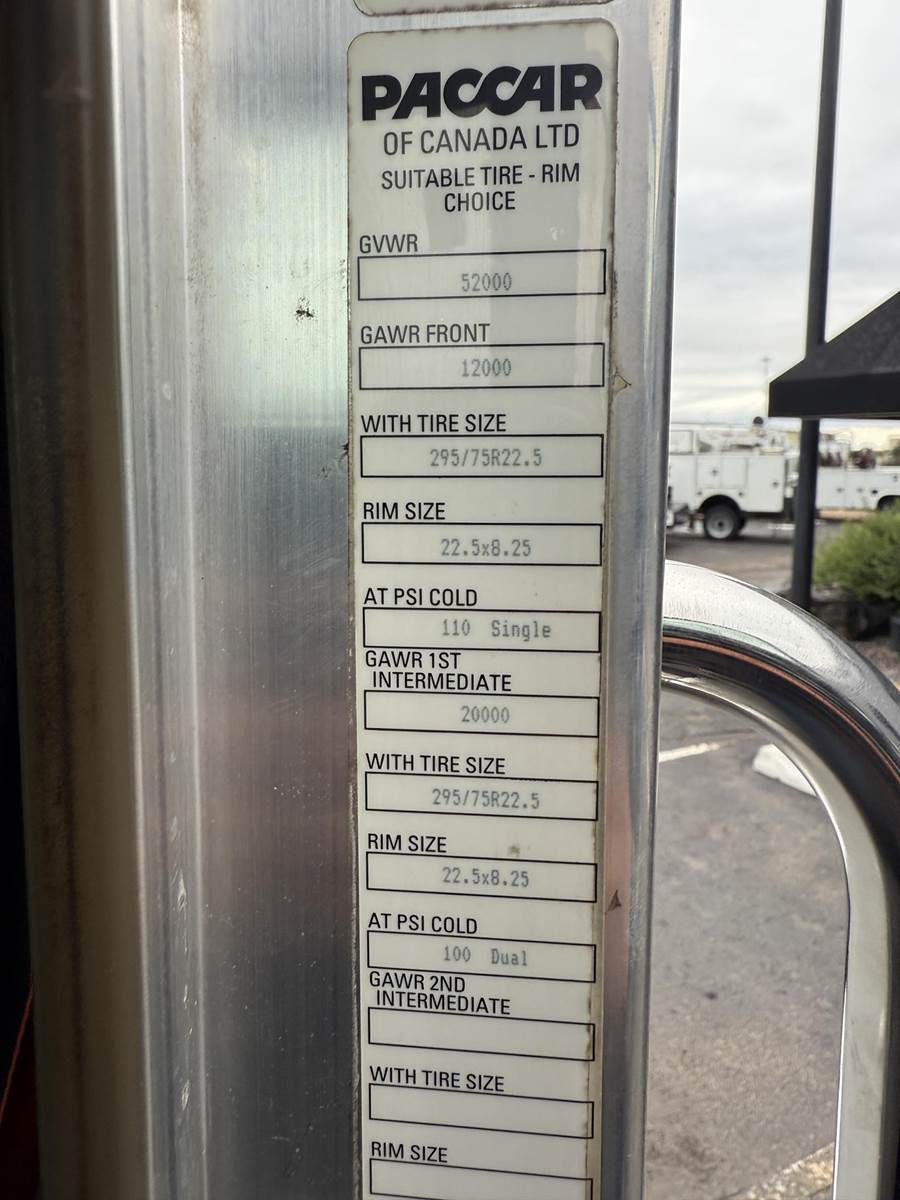 PACCAR
OF CANADA LTD
SUITABLE TIRE - RIM
CHOICE
GVWR
52000
GAWR FRONT
12000
WITH TIRE SIZE
295/75R22.5
RIM SIZE
22.5x8.25
AT PSI COLD
110 Single
GAWR 1ST
INTERMEDIATE
20000
WITH TIRE SIZE
295/75R22.5
RIM SIZE
22.5x8.25
AT PSI COLD
100 Dual
GAWR 2ND
INTERMEDIATE
WITH TIRE SIZE
RIM SIZE